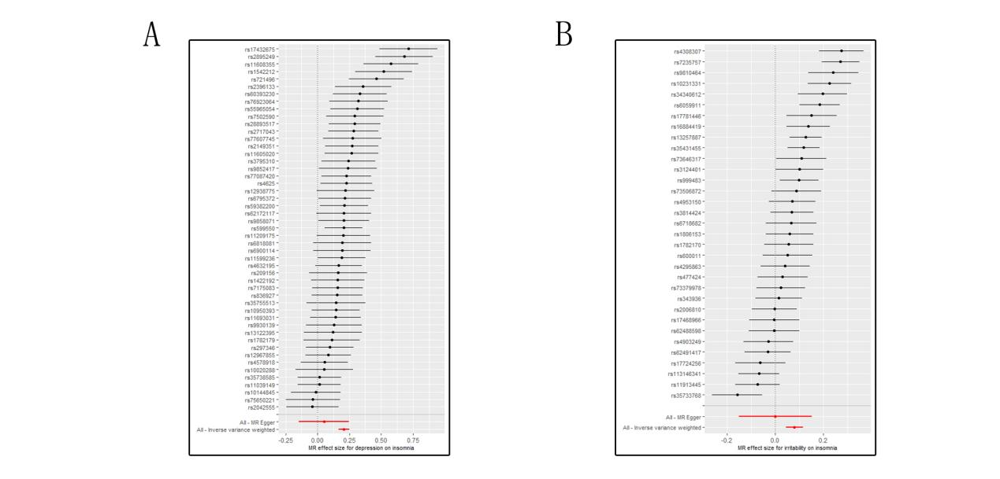 A
rs17432675
rs2895249
rs11608355
rs1542212
rs721496
rs2396133
rs60393230
rs76923064
rs55965054
rs7502590
rs28893517
rs2717043
rs77607745
rs2149351
rs11605020
rs3795310
rs9852417
rs77087420
rs4625
rs12938775
rs6795372
rs59382200
rs62172117
rs9858071
rs599550
rs11209175
rs6818081
rs6900114
rs11599236
rs4632195
rs209156
rs1422192
rs7175083
rs836927
rs35755513
rs10950393
rs11693031
rs9930139
rs13122395
rs1782179
rs297346
rs12967855
rs4578918
rs10020288
rs35738585
rs11039149
rs10144845
rs75650221
rs2042555
All - MR Egger
All - Inverse variance weighted
-0.25 0.00 0.25 0.50 0.75
MR effect size for depression on insomnia
B
rs4308307
rs7235757
rs9810464
rs10231331
rs34340612
rs6059911
rs17781446
rs16884419
rs13257887
rs35431455
rs73646317
rs3124401
rs999483
rs73506872
rs4953150
rs3814424
rs6718682
rs1806153
rs1782170
rs600011
rs4295863
rs477424
rs73379978
rs343936
rs2006810
rs17468966
rs62488598
rs4903249
rs62491417
rs17724256
rs113146341
rs11913445
rs35733768
All - MR Egger
All - Inverse variance weighted
-0.2 0.0 0.2
MR effect size for irritability on insomnia